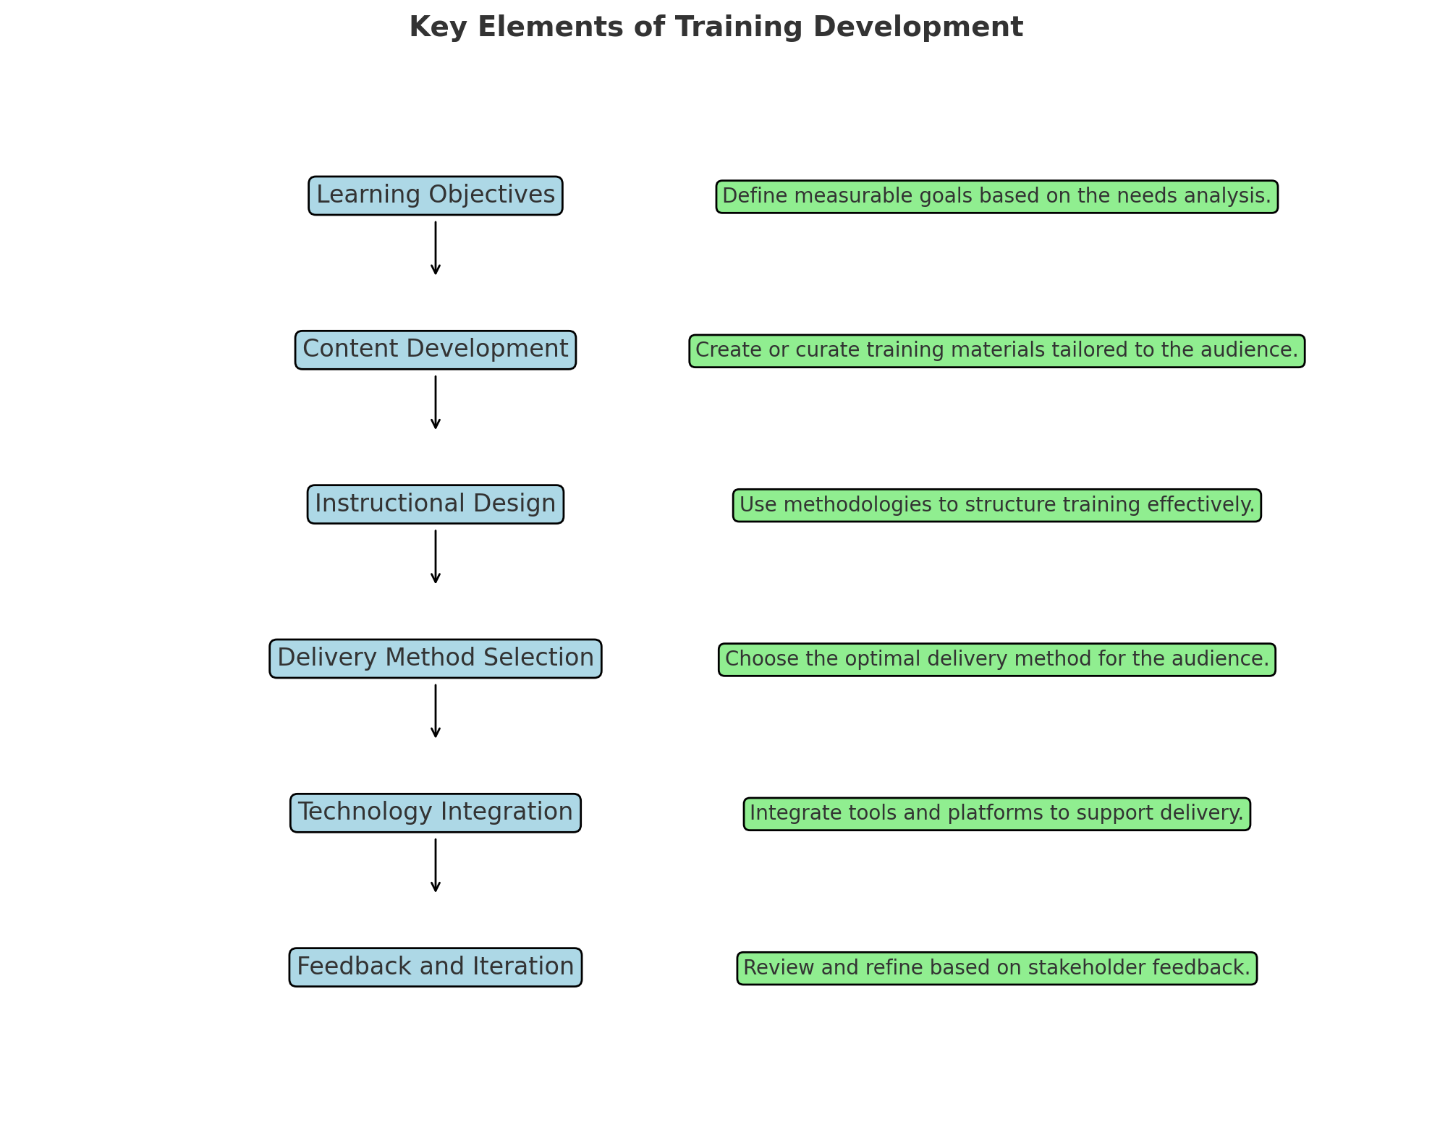 Key Elements of Training Development
Learning Objectives
Define measurable goals based on the needs analysis.
Content Development
Create or curate training materials tailored to the audience.
Instructional Design
Use methodologies to structure training effectively.
Delivery Method Selection
Choose the optimal delivery method for the audience.
Technology Integration
Integrate tools and platforms to support delivery.
Feedback and Iteration
Review and refine based on stakeholder feedback.